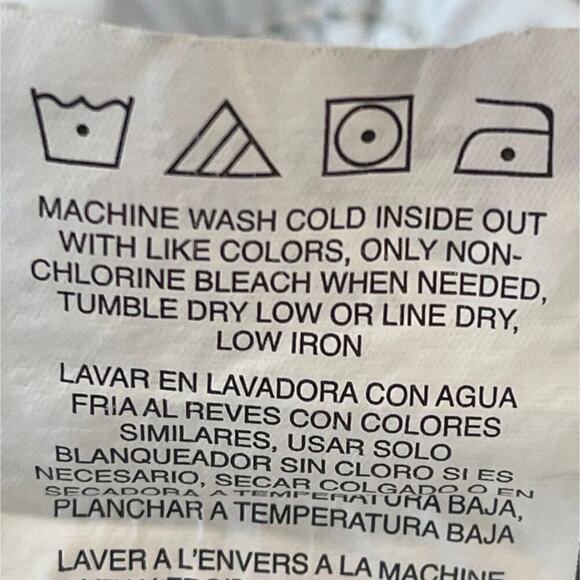 MACHINE WASH COLD INSIDE OUT
WITH LIKE COLORS, ONLY NON-
CHLORINE BLEACH WHEN NEEDED,
TUMBLE DRY LOW OR LINE DRY,
LOW IRON
LAVAR EN LAVADORA CON AGUA
FRIA AL REVES CON COLORES
SIMILARES, USAR SOLO
BLANQUEADOR SIN CLORO SI ES
NECESARIO, SECAR COLGADO O EN
SECADORA A TEMPERATURA BAJA,
PLANCHAR A TEMPERATURA BAJA
LAVER A L'ENVERS A LA MACHINE